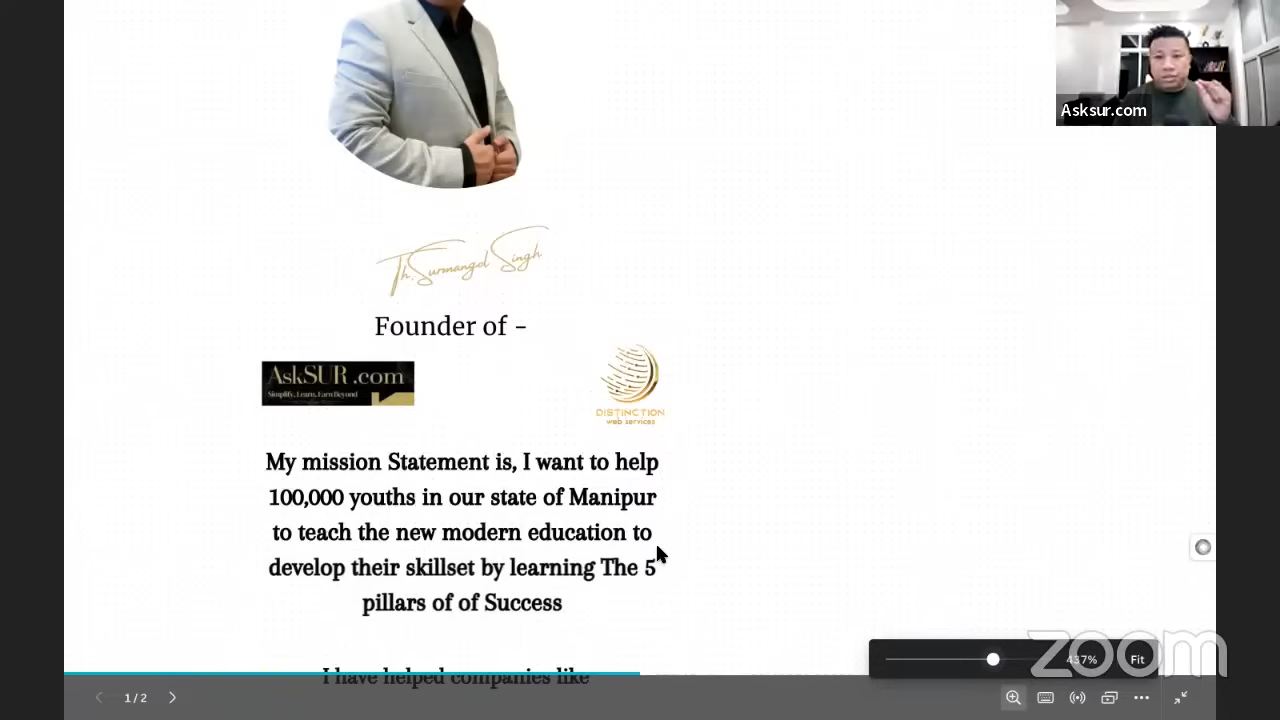 Asksur.com
Th. Surmangol Singh
Founder of -
AskSUR .com
Simplify, Learn, Earn Beyond
DISTINCTION
web services
My mission Statement is, I want to help
100,000 youths in our state of Manipur
to teach the new modern education to
develop their skillset by learning The 5
pillars of of Success
I have helped companies like
437%
Fit
zoom
1/2